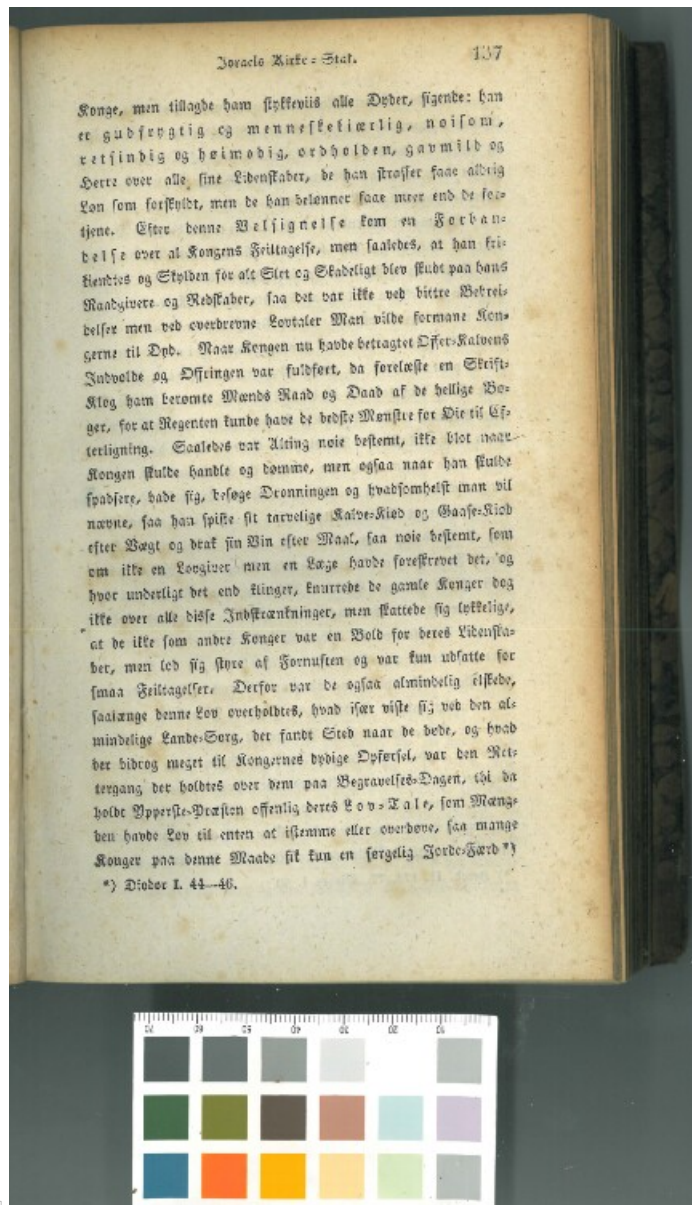 Israels Kirke-Stat. 137
Konge, men tillagde ham stykkeviis alle Dyder, sigende: han
er gudfrygtig og menneskekiærlig, noisom,
retsindig og høimodig, ordholden, gavmild og
Herre over alle sine Lidenskaber, de han straffer faae aldrig
Løn som forskyldt, men de han belønner faae meer end de for-
tjene. Efter denne Velsignelse kom en Forban-
delse over al Kongens Feiltagelse, men saaledes, at han fri-
kiendtes og Skylden for alt Slet og Skadeligt blev skudt paa hans
Raadgivere og Redskaber, saa det var ikke ved bittre Bebrei-
delser men ved overdrevne Lovtaler Man vilde formane Kon-
gerne til Dyd. Naar Kongen nu havde betragtet Offer-Kalvens
Indvolde og Offringen var fuldført, da forelæste en Skrift-
Klog ham berømte Mænds Raad og Daad af de hellige Bø-
ger, for at Regenten kunde have de bedste Mønstre for Øie til Ef-
terligning. Saaledes var Alting nøie bestemt, ikke blot naar
Kongen skulde handle og dømme, men ogsaa naar han skulde
spadsere, bade sig, besøge Dronningen og hvadsomhelst man vil
nævne, saa han spiste sit tarvelige Kalve-Kiød og Gaase-Kiød
efter Vægt og drak sin Vin efter Maal, saa nøie bestemt, som
om ikke en Lovgiver men en Læge havde foreskrevet det, og
hvor underligt det end klinger, knurrede de gamle Konger dog
ikke over alle disse Indskrænkninger, men skattede sig lykkelige,
at de ikke som andre Konger var en Bold for deres Lidenska-
ber, men lod sig styre af Fornuften og var kun udsatte for
smaa Feiltagelser. Derfor var de ogsaa almindelig elskede,
saalænge denne Lov overholdtes, hvad især viste sig ved den al-
mindelige Lande-Sorg, der fandt Sted naar de døde, og hvad
der bidrog meget til Kongernes dydige Opførsel, var den Ret-
tergang der holdtes over dem paa Begravelses-Dagen, thi da
holdt Ypperste-Præsten offenlig deres Lov-Tale, som Mæng-
den havde Lov til enten at istemme eller overdøve, saa mange
Konger paa denne Maade fik kun en sørgelig Jorde-Færd *)
*) Diodor I. 44—46.
70 60 50 40 30 20 10